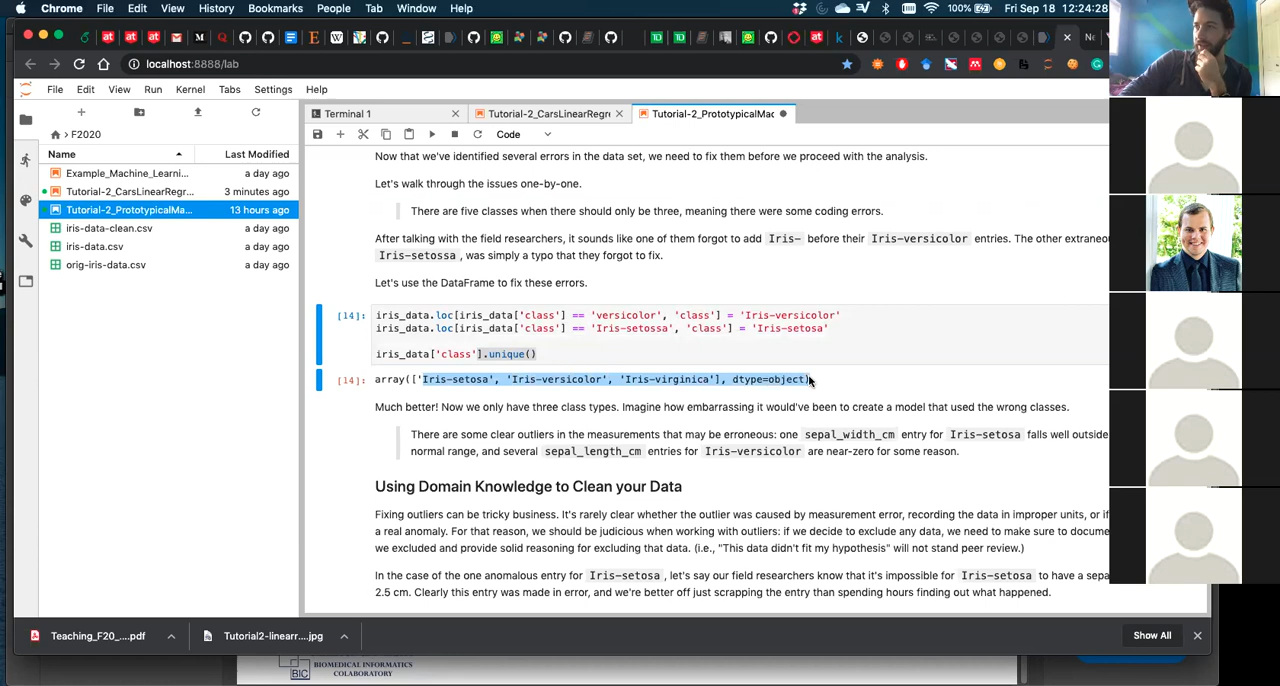 Chrome File Edit View History Bookmarks People Tab Window Help 100% Fri Sep 18 12:24:28
localhost:8888/lab
File Edit View Run Kernel Tabs Settings Help
Terminal 1 Tutorial-2_CarsLinearRegre Tutorial-2_PrototypicalMac
F2020
Code
Name Last Modified
Example_Machine_Learni... a day ago
Tutorial-2_CarsLinearRegr... 3 minutes ago
Tutorial-2_PrototypicalMa... 13 hours ago
iris-data-clean.csv a day ago
iris-data.csv a day ago
orig-iris-data.csv a day ago
Now that we've identified several errors in the data set, we need to fix them before we proceed with the analysis.
Let's walk through the issues one-by-one.
There are five classes when there should only be three, meaning there were some coding errors.
After talking with the field researchers, it sounds like one of them forgot to add Iris- before their Iris-versicolor entries. The other extraneou
Iris-setossa , was simply a typo that they forgot to fix.
Let's use the DataFrame to fix these errors.
[14]: iris_data.loc[iris_data['class'] == 'versicolor', 'class'] = 'Iris-versicolor'
iris_data.loc[iris_data['class'] == 'Iris-setossa', 'class'] = 'Iris-setosa'
iris_data['class'].unique()
[14]: array(['Iris-setosa', 'Iris-versicolor', 'Iris-virginica'], dtype=object)
Much better! Now we only have three class types. Imagine how embarrassing it would've been to create a model that used the wrong classes.
There are some clear outliers in the measurements that may be erroneous: one sepal_width_cm entry for Iris-setosa falls well outside
normal range, and several sepal_length_cm entries for Iris-versicolor are near-zero for some reason.
Using Domain Knowledge to Clean your Data
Fixing outliers can be tricky business. It's rarely clear whether the outlier was caused by measurement error, recording the data in improper units, or if
a real anomaly. For that reason, we should be judicious when working with outliers: if we decide to exclude any data, we need to make sure to docume
we excluded and provide solid reasoning for excluding that data. (i.e., "This data didn't fit my hypothesis" will not stand peer review.)
In the case of the one anomalous entry for Iris-setosa , let's say our field researchers know that it's impossible for Iris-setosa to have a sepa
2.5 cm. Clearly this entry was made in error, and we're better off just scrapping the entry than spending hours finding out what happened.
Teaching_F20_....pdf Tutorial2-linearr....jpg Show All
BIC BIOMEDICAL INFORMATICS
COLABORATORY